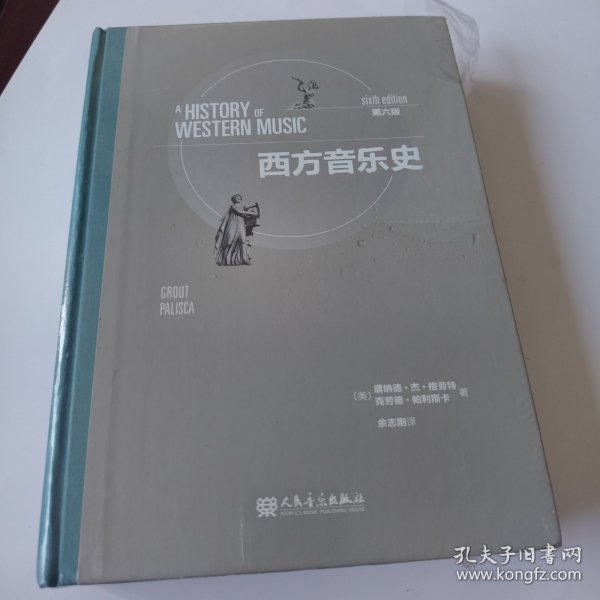 A HISTORY OF
WESTERN MUSIC
sixth edition
第六版
西方音乐史
GROUT
PALISCA
〔美〕唐纳德·杰·格劳特
克劳德·帕利斯卡 著
余志刚译
人民音乐出版社
PEOPLE'S MUSIC PUBLISHING HOUSE
孔夫子旧书网
www.kongfz.com